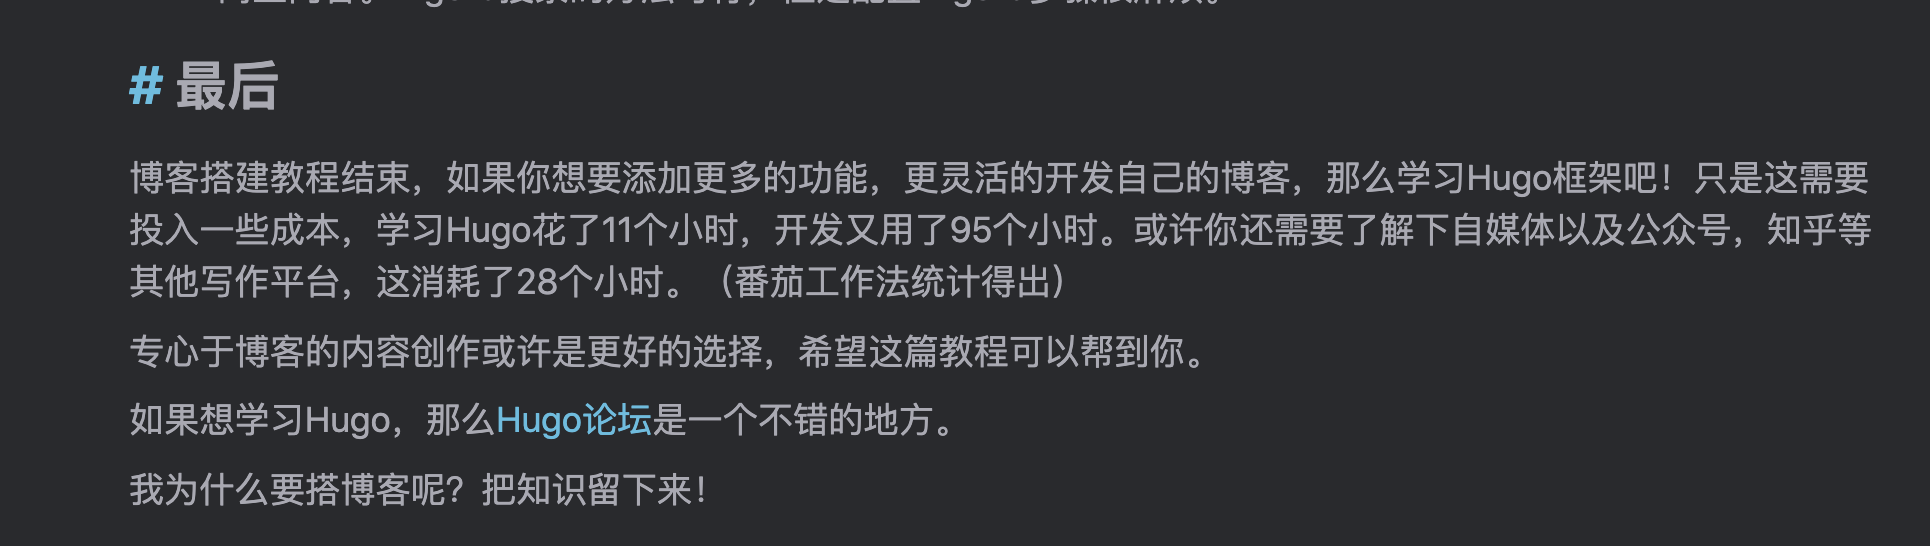 # 最后
博客搭建教程结束，如果你想要添加更多的功能，更灵活的开发自己的博客，那么学习Hugo框架吧！只是这需要
投入一些成本，学习Hugo花了11个小时，开发又用了95个小时。或许你还需要了解下自媒体以及公众号，知乎等
其他写作平台，这消耗了28个小时。（番茄工作法统计得出）
专心于博客的内容创作或许是更好的选择，希望这篇教程可以帮到你。
如果想学习Hugo，那么Hugo论坛是一个不错的地方。
我为什么要搭博客呢？把知识留下来！